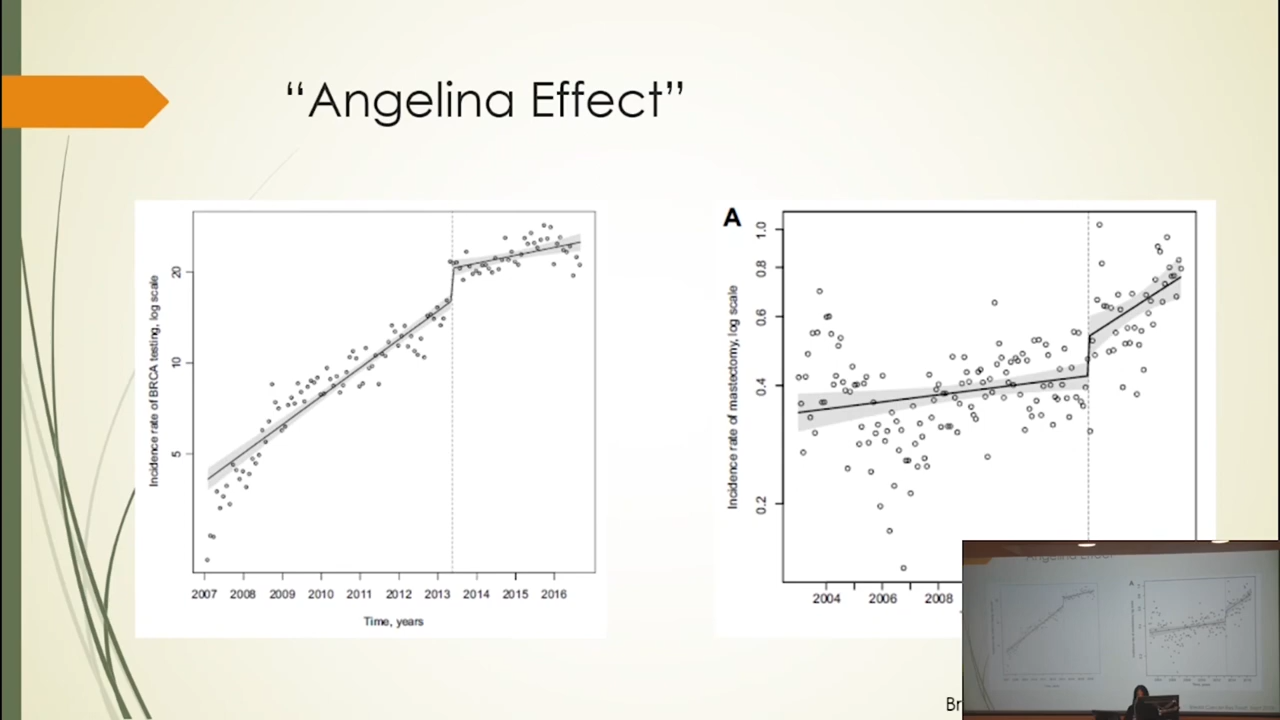 “Angelina Effect”
Incidence rate of BRCA testing, log scale
20
10
5
2007 2008 2009 2010 2011 2012 2013 2014 2015 2016
Time, years
A
Incidence rate of mastectomy, log scale
1.0
0.8
0.6
0.4
0.2
2004 2006 2008
Br
Angelina Effect
A